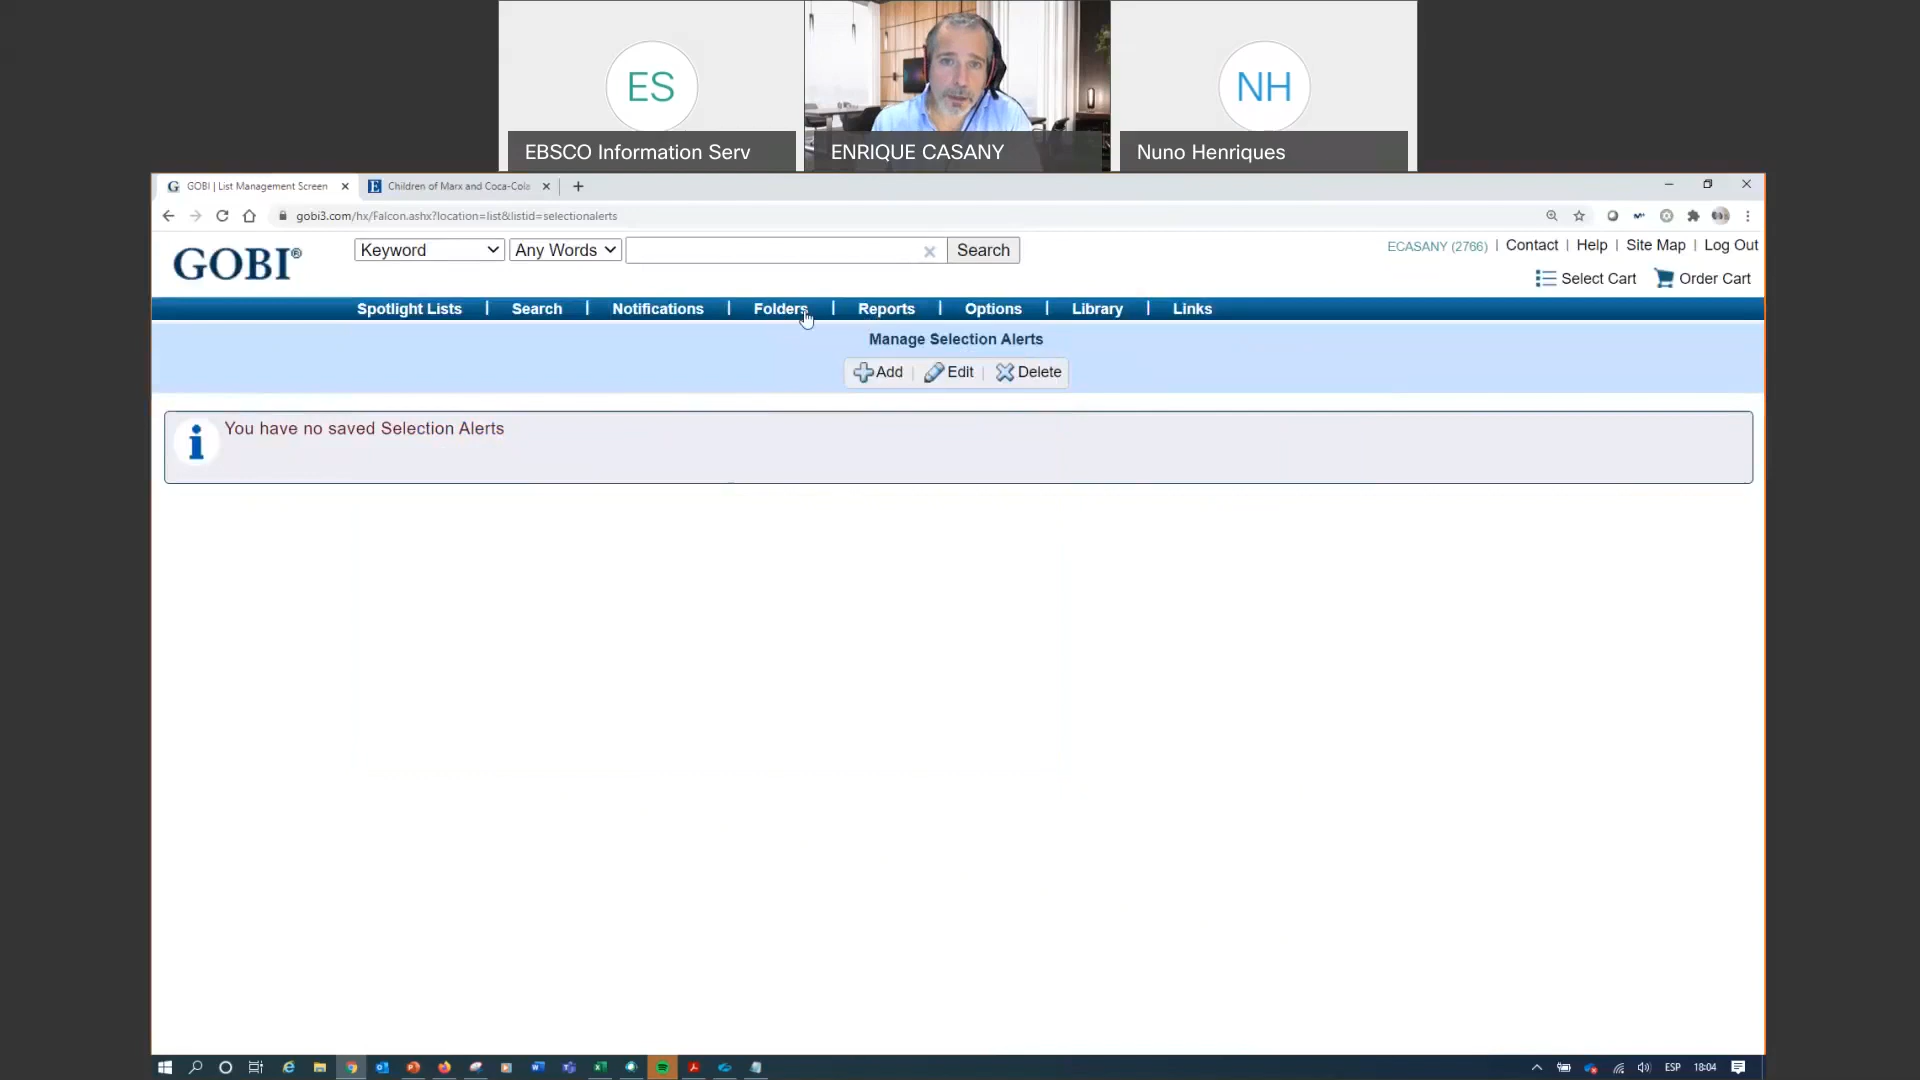 ES
NH
EBSCO Information Serv
ENRIQUE CASANY
Nuno Henriques
G GOBI | List Management Screen
E Children of Marx and Coca-Cola
gobi3.com/hx/Falcon.ashx?location=list&listid=selectionalerts
GOBI®
Keyword
Any Words
Search
ECASANY (2766) | Contact | Help | Site Map | Log Out
Select Cart
Order Cart
Spotlight Lists | Search | Notifications | Folders | Reports | Options | Library | Links
Manage Selection Alerts
Add | Edit | Delete
i
You have no saved Selection Alerts
ESP
18:04